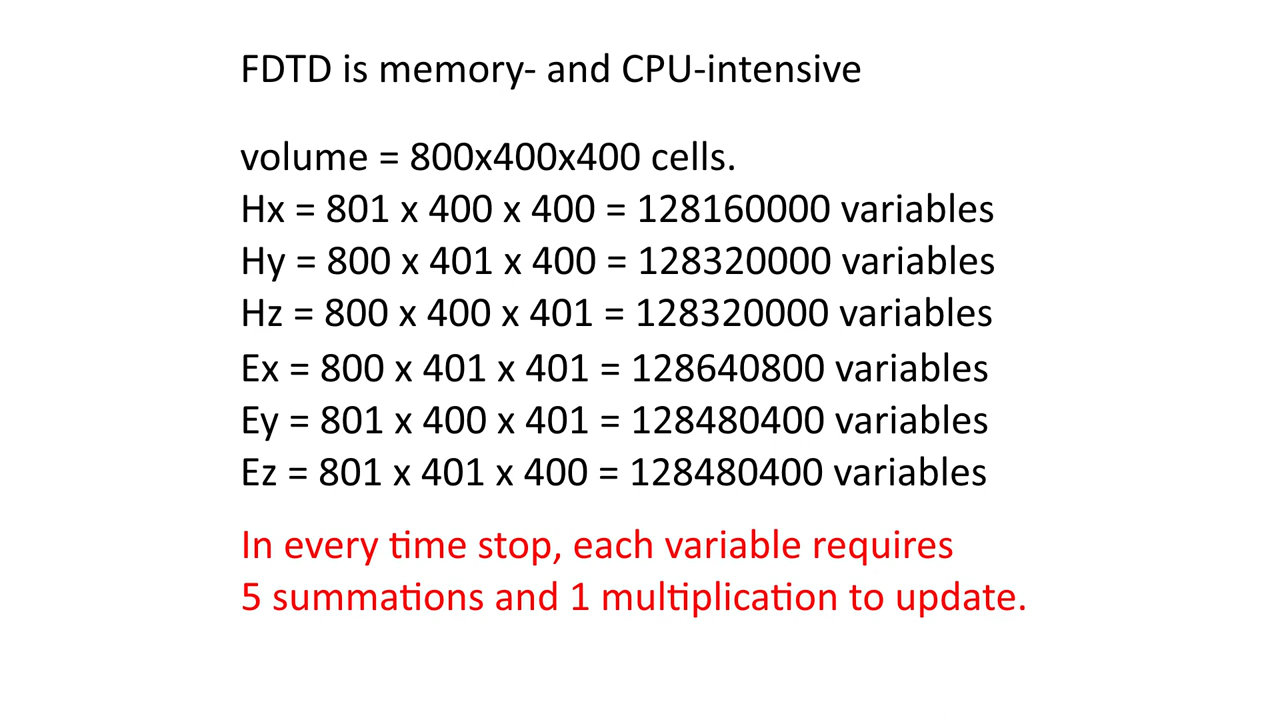 FDTD is memory- and CPU-intensive
volume = 800x400x400 cells.
Hx = 801 x 400 x 400 = 128160000 variables
Hy = 800 x 401 x 400 = 128320000 variables
Hz = 800 x 400 x 401 = 128320000 variables
Ex = 800 x 401 x 401 = 128640800 variables
Ey = 801 x 400 x 401 = 128480400 variables
Ez = 801 x 401 x 400 = 128480400 variables
In every time stop, each variable requires
5 summations and 1 multiplication to update.